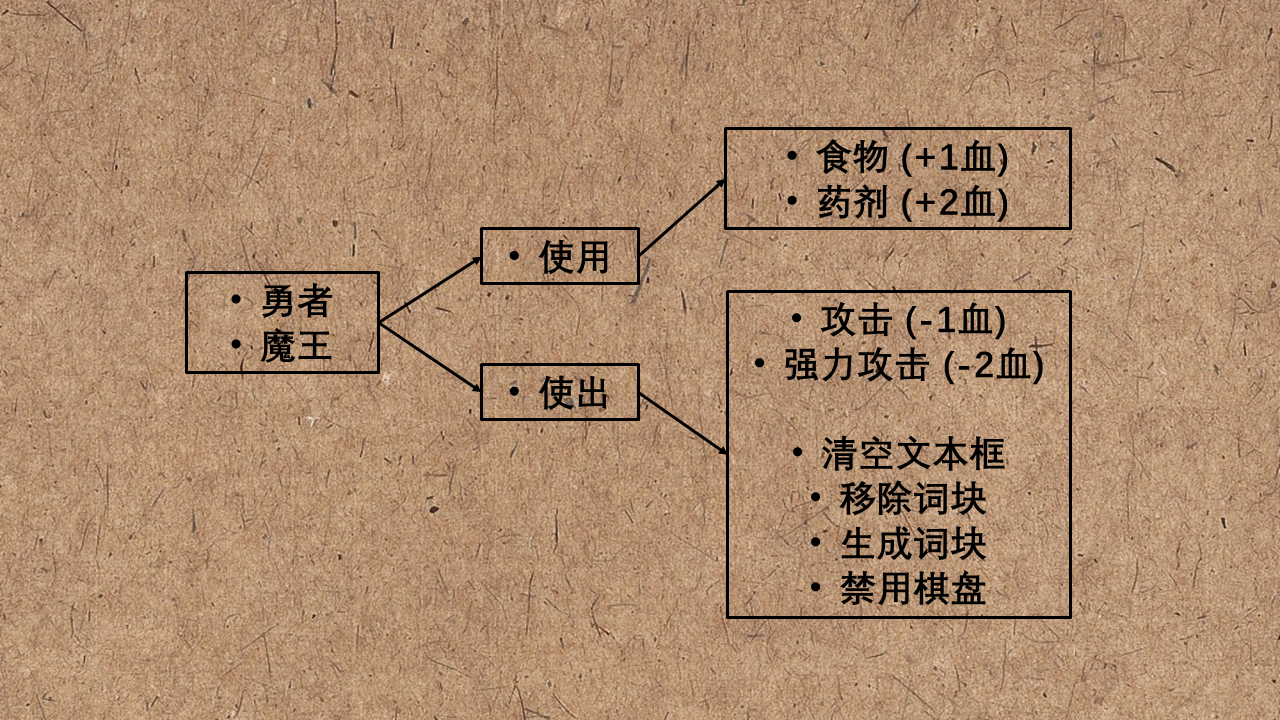 • 勇者
• 魔王
• 使用
• 使出
• 食物 (+1血)
• 药剂 (+2血)
• 攻击 (-1血)
• 强力攻击 (-2血)
• 清空文本框
• 移除词块
• 生成词块
• 禁用棋盘